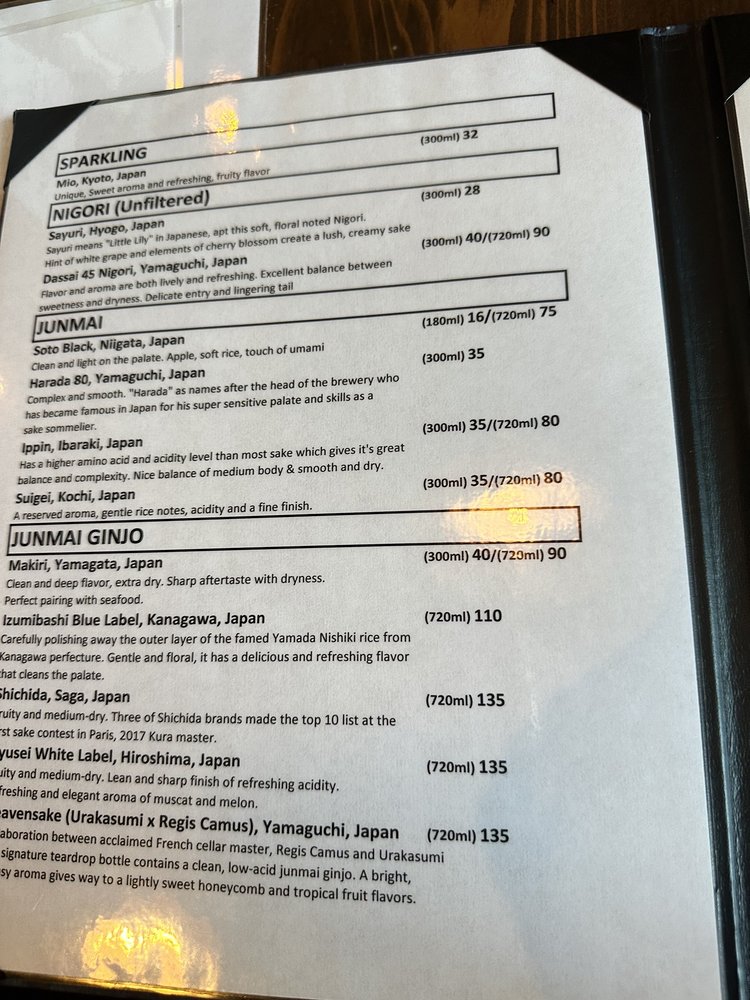 SPARKLING
Mio, Kyoto, Japan (300ml) 32
Unique, Sweet aroma and refreshing, fruity flavor
NIGORI (Unfiltered)
Sayuri, Hyogo, Japan (300ml) 28
Sayuri means "Little Lily" in Japanese, apt this soft, floral noted Nigori.
Hint of white grape and elements of cherry blossom create a lush, creamy sake
Dassai 45 Nigori, Yamaguchi, Japan (300ml) 40/(720ml) 90
Flavor and aroma are both lively and refreshing. Excellent balance between
sweetness and dryness. Delicate entry and lingering tail
JUNMAI
Soto Black, Niigata, Japan (180ml) 16/(720ml) 75
Clean and light on the palate. Apple, soft rice, touch of umami
Harada 80, Yamaguchi, Japan (300ml) 35
Complex and smooth. "Harada" as names after the head of the brewery who
has became famous in Japan for his super sensitive palate and skills as a
sake sommelier.
Ippin, Ibaraki, Japan (300ml) 35/(720ml) 80
Has a higher amino acid and acidity level than most sake which gives it's great
balance and complexity. Nice balance of medium body & smooth and dry.
Suigei, Kochi, Japan (300ml) 35/(720ml) 80
A reserved aroma, gentle rice notes, acidity and a fine finish.
JUNMAI GINJO
Makiri, Yamagata, Japan (300ml) 40/(720ml) 90
Clean and deep flavor, extra dry. Sharp aftertaste with dryness.
Perfect pairing with seafood.
Izumibashi Blue Label, Kanagawa, Japan (720ml) 110
Carefully polishing away the outer layer of the famed Yamada Nishiki rice from
Kanagawa perfecture. Gentle and floral, it has a delicious and refreshing flavor
that cleans the palate.
Shichida, Saga, Japan (720ml) 135
ruity and medium-dry. Three of Shichida brands made the top 10 list at the
rst sake contest in Paris, 2017 Kura master.
yusei White Label, Hiroshima, Japan (720ml) 135
uity and medium-dry. Lean and sharp finish of refreshing acidity.
freshing and elegant aroma of muscat and melon.
eavensake (Urakasumi x Regis Camus), Yamaguchi, Japan (720ml) 135
aboration between acclaimed French cellar master, Regis Camus and Urakasumi
signature teardrop bottle contains a clean, low-acid junmai ginjo. A bright,
sy aroma gives way to a lightly sweet honeycomb and tropical fruit flavors.